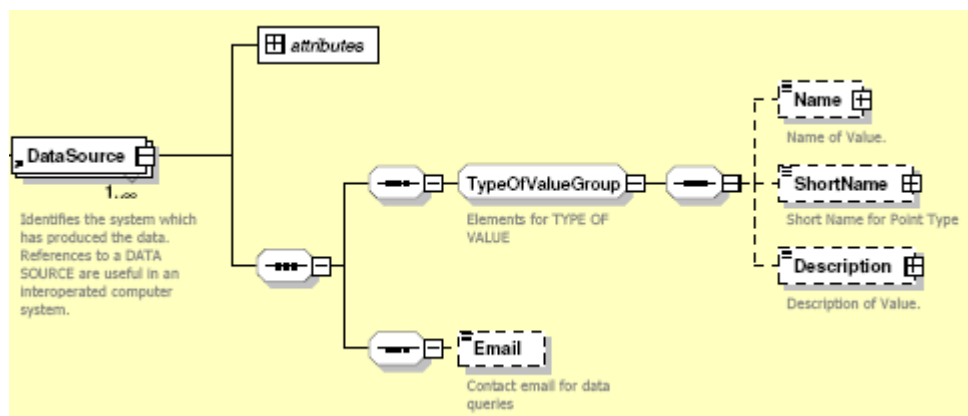 attributes
DataSource
1..∞
Identifies the system which
has produced the data.
References to a DATA
SOURCE are useful in an
interoperated computer
system.
TypeOfValueGroup
Elements for TYPE OF
VALUE
Name
Name of Value.
ShortName
Short Name for Point Type
Description
Description of Value.
Email
Contact email for data
queries